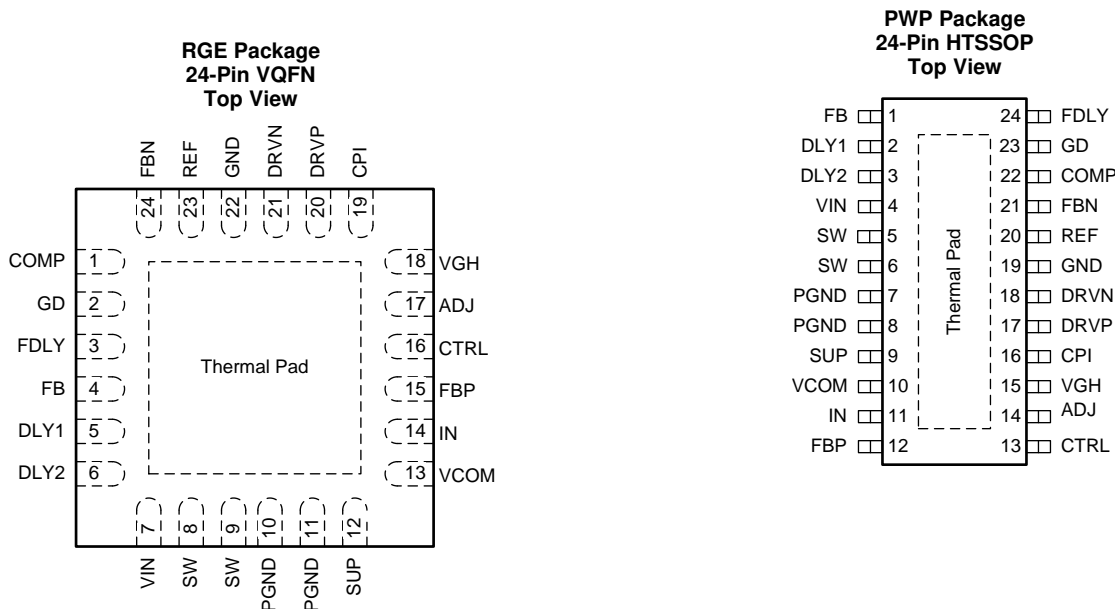 RGE Package
24-Pin VQFN
Top View
FBN
REF
GND
DRVN
DRVP
CPI
24
23
22
21
20
19
COMP 1
GD 2
FDLY 3
FB 4
DLY1 5
DLY2 6
Thermal Pad
18 VGH
17 ADJ
16 CTRL
15 FBP
14 IN
13 VCOM
7
8
9
10
11
12
VIN
SW
SW
PGND
PGND
SUP
PWP Package
24-Pin HTSSOP
Top View
FB 1 24 FDLY
DLY1 2 23 GD
DLY2 3 22 COMP
VIN 4 21 FBN
SW 5 20 REF
SW 6 19 GND
PGND 7 18 DRVN
PGND 8 17 DRVP
SUP 9 16 CPI
VCOM 10 15 VGH
IN 11 14 ADJ
FBP 12 13 CTRL
Thermal Pad